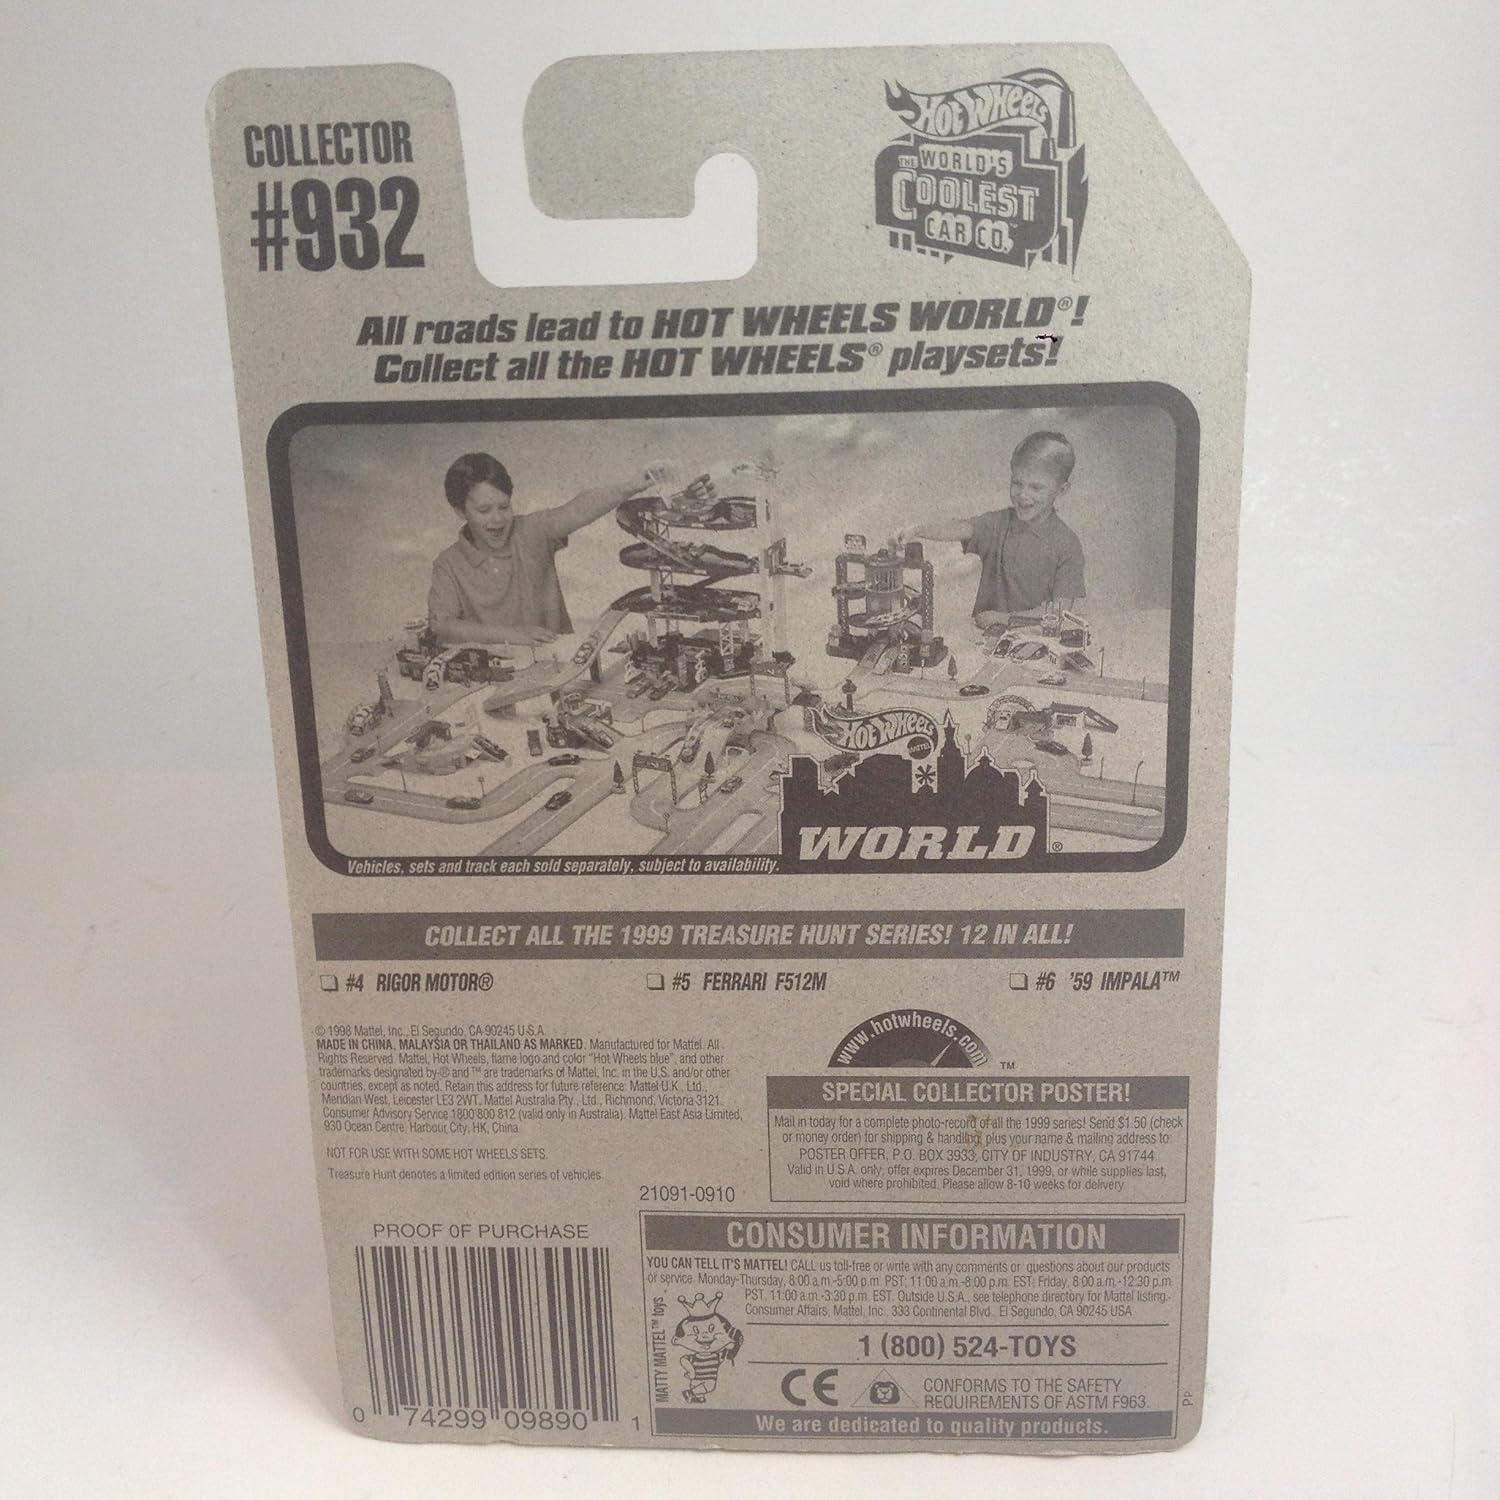 COLLECTOR
#932
HOT WHEELS
THE WORLD'S
COOLEST
CAR CO.™
All roads lead to HOT WHEELS WORLD®!
Collect all the HOT WHEELS® playsets!
HOT WHEELS
MATTEL
WORLD®
Vehicles, sets and track each sold separately, subject to availability.
COLLECT ALL THE 1999 TREASURE HUNT SERIES! 12 IN ALL!
#4 RIGOR MOTOR®
#5 FERRARI F512M
#6 '59 IMPALA™
© 1998 Mattel, Inc., El Segundo, CA 90245 U.S.A.
MADE IN CHINA, MALAYSIA OR THAILAND AS MARKED. Manufactured for Mattel. All
Rights Reserved. Mattel, Hot Wheels, flame logo and color "Hot Wheels blue", and other
trademarks designated by ® and ™ are trademarks of Mattel, Inc. in the U.S. and/or other
countries, except as noted. Retain this address for future reference: Mattel U.K., Ltd.,
Meridian West, Leicester LE3 2WT. Mattel Australia Pty., Ltd., Richmond, Victoria 3121.
Consumer Advisory Service 1800 800 812 (valid only in Australia). Mattel East Asia Limited,
930 Ocean Centre, Harbour City, HK, China.
NOT FOR USE WITH SOME HOT WHEELS SETS.
Treasure Hunt denotes a limited edition series of vehicles.
21091-0910
www.hotwheels.com™
SPECIAL COLLECTOR POSTER!
Mail in today for a complete photo-record of all the 1999 series! Send $1.50 (check
or money order) for shipping & handling plus your name & mailing address to:
POSTER OFFER, P.O. BOX 3933, CITY OF INDUSTRY, CA 91744
Valid in U.S.A. only, offer expires December 31, 1999, or while supplies last,
void where prohibited. Please allow 8-10 weeks for delivery.
PROOF OF PURCHASE
0 74299 09890 1
CONSUMER INFORMATION
YOU CAN TELL IT'S MATTEL! CALL us toll-free or write with any comments or questions about our products
or service. Monday-Thursday, 8:00 a.m.-5:00 p.m. PST; 11:00 a.m.-8:00 p.m. EST; Friday, 8:00 a.m.-12:30 p.m.
PST, 11:00 a.m.-3:30 p.m. EST. Outside U.S.A., see telephone directory for Mattel listing.
Consumer Affairs, Mattel, Inc., 333 Continental Blvd., El Segundo, CA 90245 USA
MATTY MATTEL™ toys
1 (800) 524-TOYS
CE
CONFORMS TO THE SAFETY
REQUIREMENTS OF ASTM F963.
We are dedicated to quality products.
PP